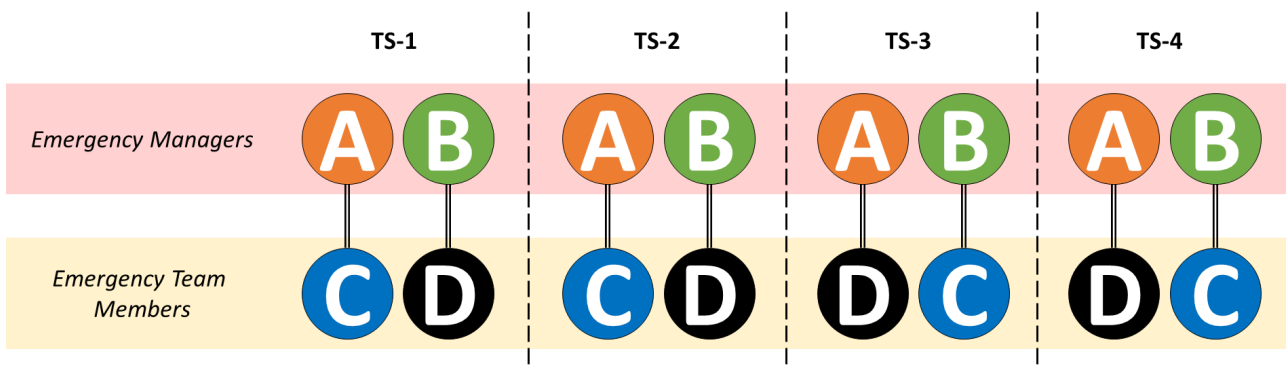 TS-1 TS-2 TS-3 TS-4
Emergency Managers A B A B A B A B
Emergency Team
Members
C D C D D C D C